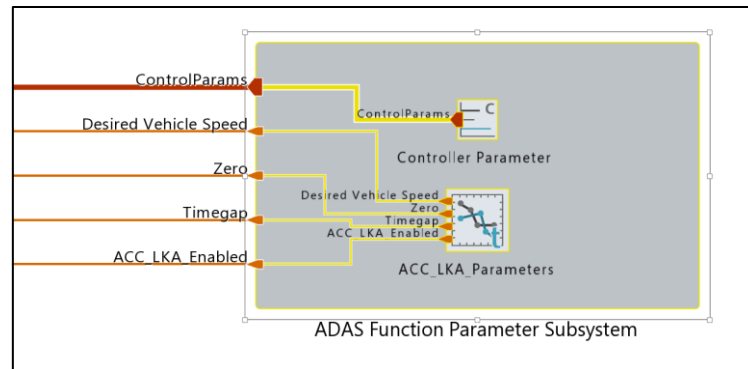 ControlParams
Desired Vehicle Speed
Zero
Timegap
ACC_LKA_Enabled
ControlParams
C
Controller Parameter
Desired Vehicle Speed
Zero
Timegap
ACC_LKA_Enabled
t
ACC_LKA_Parameters
ADAS Function Parameter Subsystem